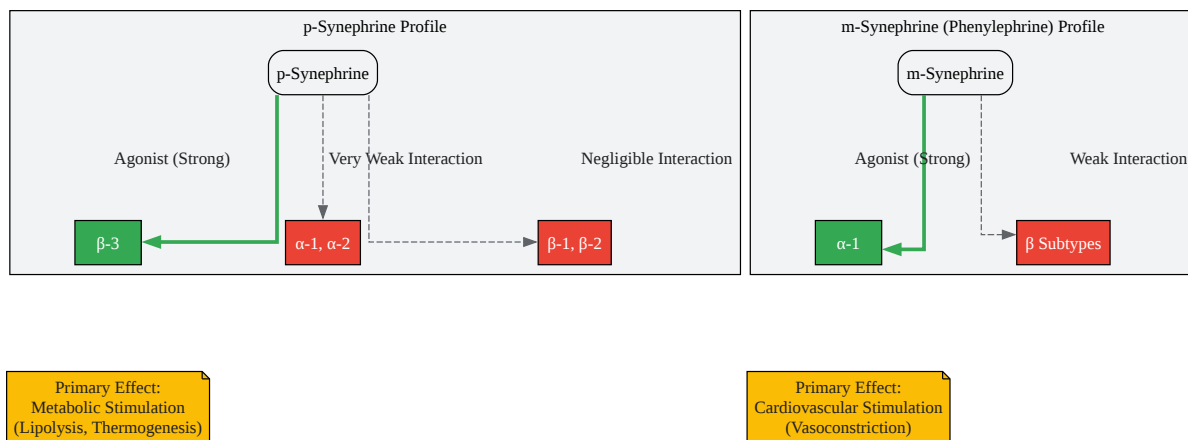 p-Synephrine Profile
p-Synephrine
Agonist (Strong)
Very Weak Interaction
Negligible Interaction
β-3
α-1, α-2
β-1, β-2
m-Synephrine (Phenylephrine) Profile
m-Synephrine
Agonist (Strong)
Weak Interaction
α-1
β Subtypes
Primary Effect:
Metabolic Stimulation
(Lipolysis, Thermogenesis)
Primary Effect:
Cardiovascular Stimulation
(Vasoconstriction)